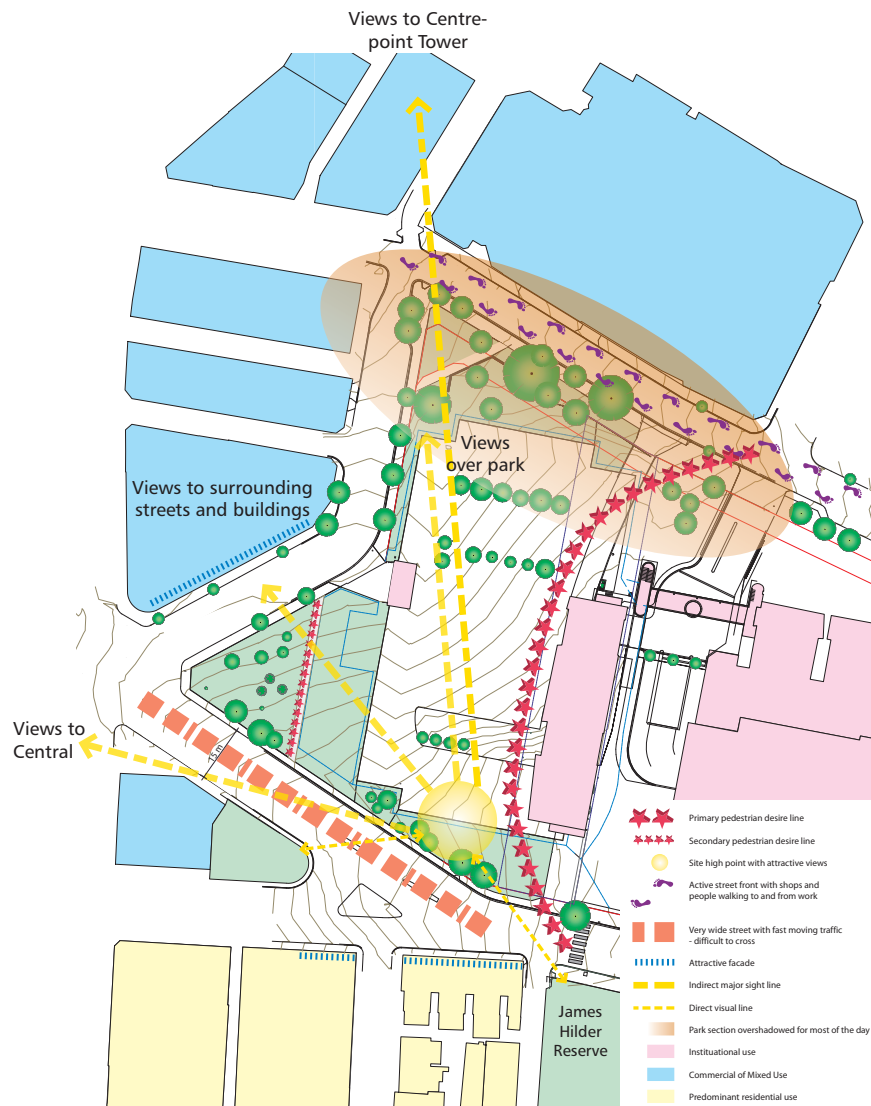 Views to Centre-
point Tower
Views
over park
Views to surrounding
streets and buildings
Views to
Central
15 m
James
Hilder
Reserve
Primary pedestrian desire line
Secondary pedestrian desire line
Site high point with attractive views
Active street front with shops and
people walking to and from work
Very wide street with fast moving traffic
- difficult to cross
Attractive facade
Indirect major sight line
Direct visual line
Park section overshadowed for most of the day
Instituational use
Commercial of Mixed Use
Predominant residential use